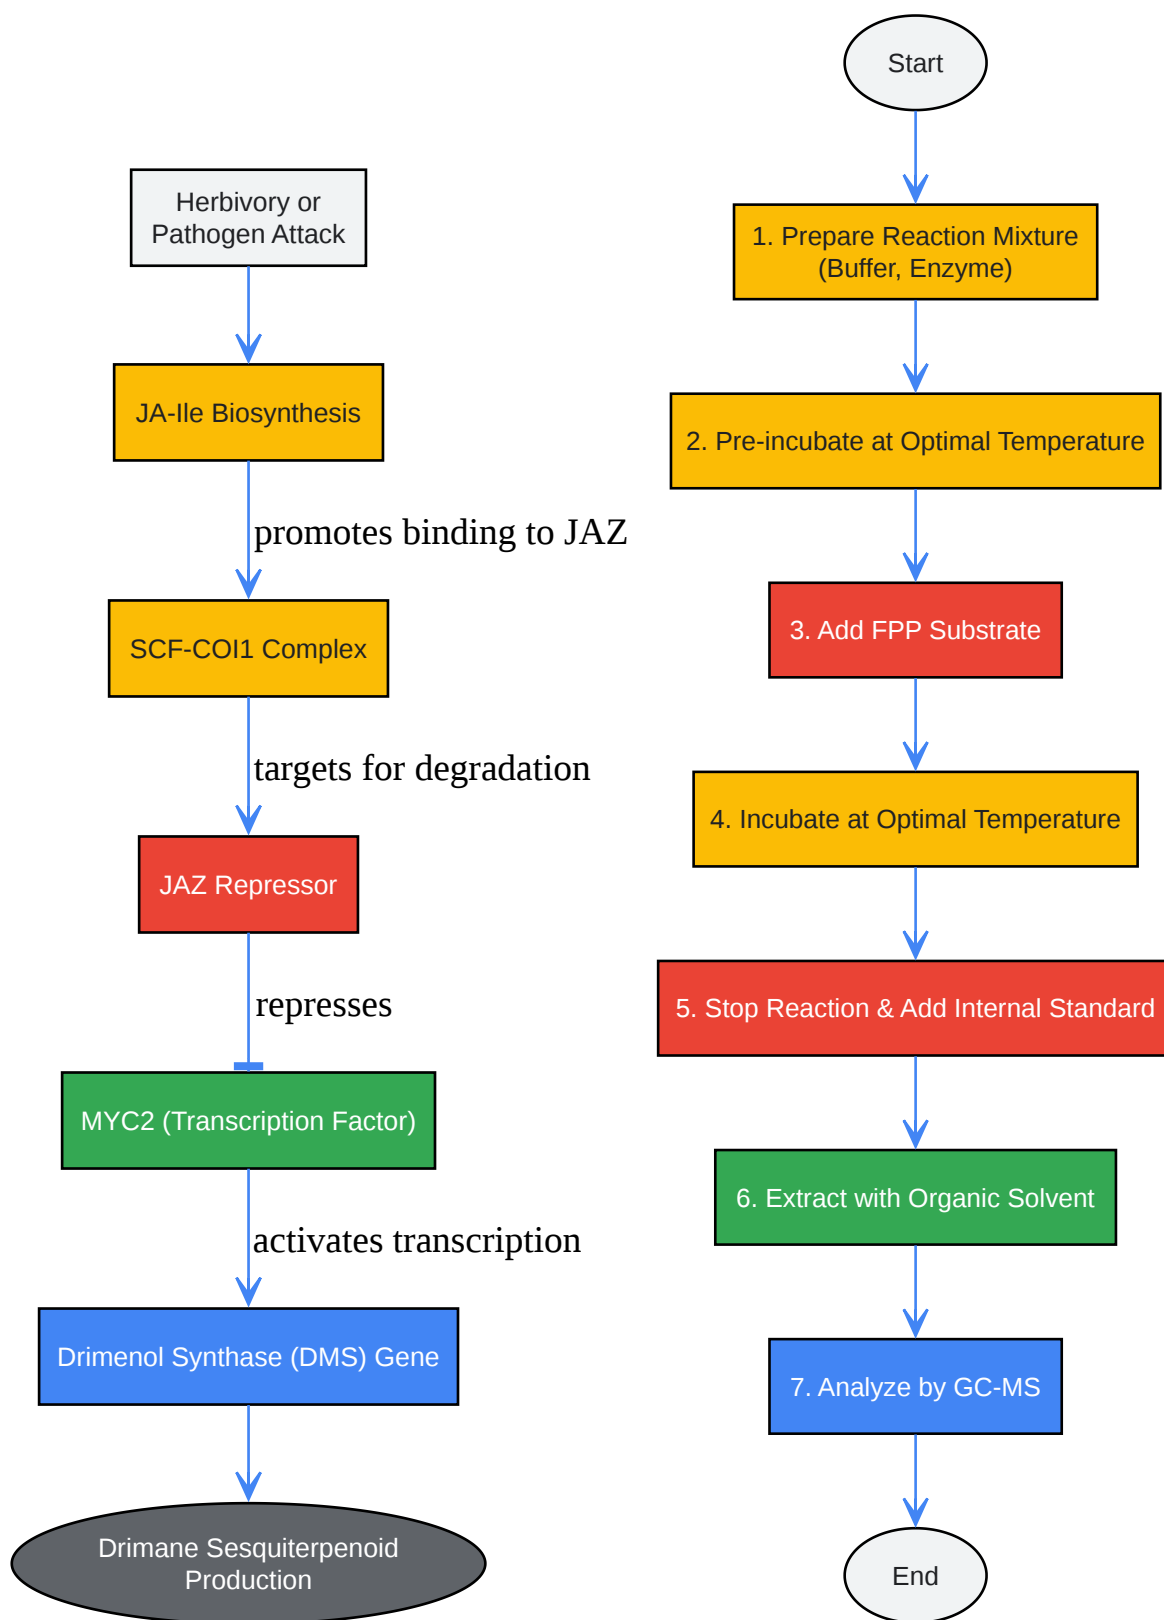 Herbivory or
Pathogen Attack
JA-Ile Biosynthesis
promotes binding to JAZ
SCF-COI1 Complex
targets for degradation
JAZ Repressor
represses
MYC2 (Transcription Factor)
activates transcription
Drimenol Synthase (DMS) Gene
Drimane Sesquiterpenoid
Production
Start
1. Prepare Reaction Mixture
(Buffer, Enzyme)
2. Pre-incubate at Optimal Temperature
3. Add FPP Substrate
4. Incubate at Optimal Temperature
5. Stop Reaction & Add Internal Standard
6. Extract with Organic Solvent
7. Analyze by GC-MS
End